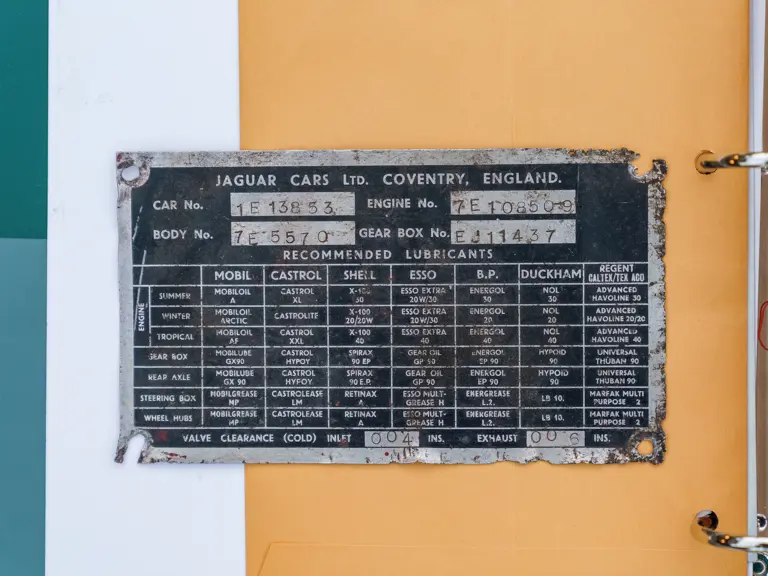 JAGUAR CARS LTD. COVENTRY, ENGLAND.
CAR No. 1E 13853 ENGINE No. 7E10850-9
BODY No. 7E 5570 GEAR BOX No. EJ11437
RECOMMENDED LUBRICANTS
MOBIL CASTROL SHELL ESSO B.P. DUCKHAM REGENT CALTEX/TEXACO
ENGINE
SUMMER MOBILOIL A CASTROL XL X-100 30 ESSO EXTRA 20W/30 ENERGOL 30 NOL 30 ADVANCED HAVOLINE 30
WINTER MOBILOIL ARCTIC CASTROLITE X-100 20/20W ESSO EXTRA 20W/30 ENERGOL 20 NOL 20 ADVANCED HAVOLINE 20/20
TROPICAL MOBILOIL AF CASTROL XXL X-100 40 ESSO EXTRA 40 ENERGOL 40 NOL 40 ADVANCED HAVOLINE 40
GEAR BOX MOBILUBE GX90 CASTROL HYPOY SPIRAX 90 EP GEAR OIL GP 90 ENERGOL EP 90 HYPOID 90 UNIVERSAL THUBAN 90
REAR AXLE MOBILUBE GX 90 CASTROL HYPOY SPIRAX 90 E.P. GEAR OIL GP 90 ENERGOL EP 90 HYPOID 90 UNIVERSAL THUBAN 90
STEERING BOX MOBILGREASE MP CASTROLEASE LM RETINAX A ESSO MULT-GREASE H ENERGREASE L.2. LB 10. MARFAK MULTI PURPOSE 2
WHEEL HUBS MOBILGREASE MP CASTROLEASE LM RETINAX A ESSO MULT-GREASE H ENERGREASE L.2. LB 10. MARFAK MULTI PURPOSE 2
VALVE CLEARANCE (COLD) INLET 004 INS. EXHAUST 006 INS.